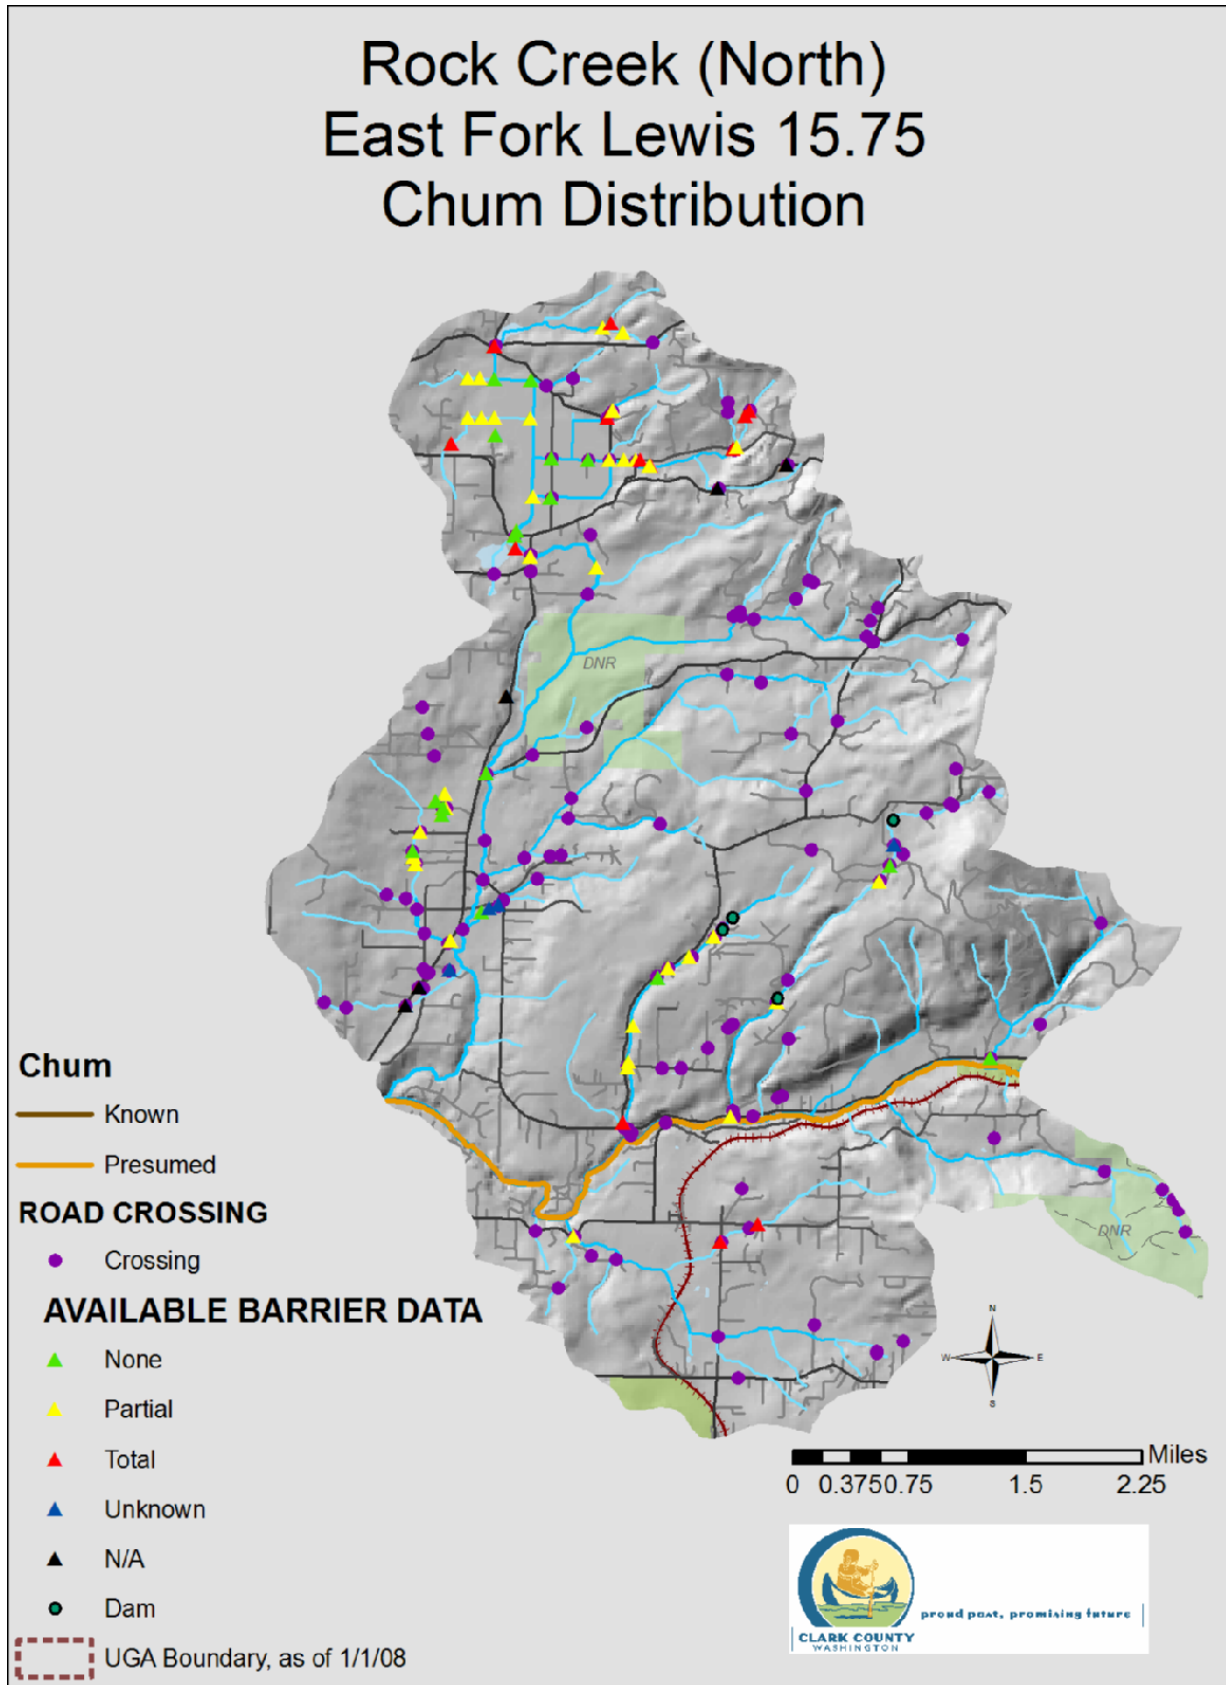 Rock Creek (North)
East Fork Lewis 15.75
Chum Distribution
DNR
DNR
Chum
Known
Presumed
ROAD CROSSING
Crossing
AVAILABLE BARRIER DATA
None
Partial
Total
Unknown
N/A
Dam
UGA Boundary, as of 1/1/08
N
W E
S
Miles
0 0.375 0.75 1.5 2.25
proud past, promising future
CLARK COUNTY
WASHINGTON